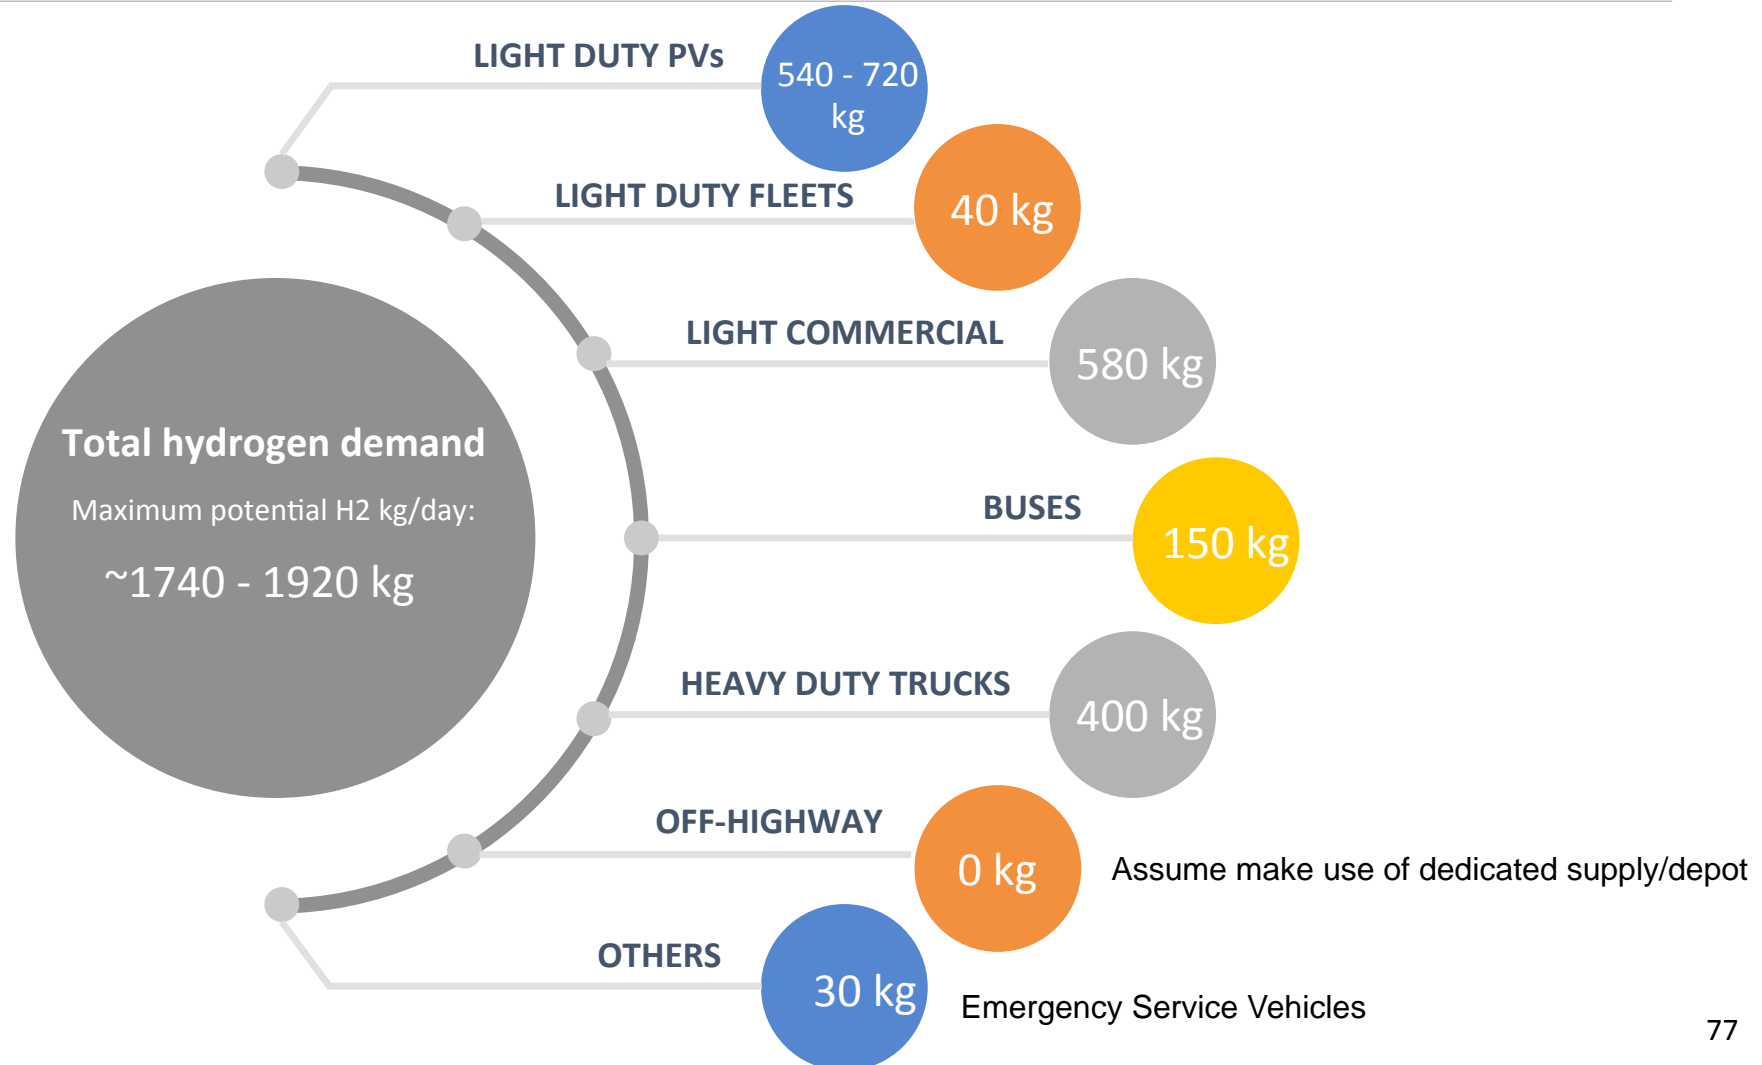 LIGHT DUTY PVs
540 - 720
kg
LIGHT DUTY FLEETS
40 kg
LIGHT COMMERCIAL
580 kg
Total hydrogen demand
Maximum potential H2 kg/day:
~1740 - 1920 kg
BUSES
150 kg
HEAVY DUTY TRUCKS
400 kg
OFF-HIGHWAY
0 kg
Assume make use of dedicated supply/depot
OTHERS
30 kg
Emergency Service Vehicles
77